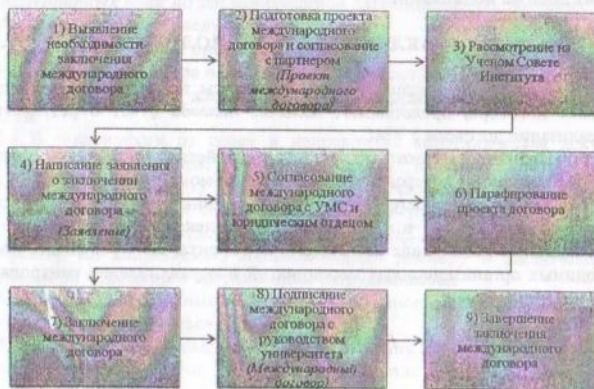 1) Выявление
необходимости
заключения
международного
договора
2) Подготовка проекта
международного
договора и согласование
с партнером
(Проект
международного
договора)
3) Рассмотрение на
Ученом Совете
Института
4) Написание заявления
о заключении
международного
договора
(Заявление)
5) Согласование
международного
договора с УМС и
юридическим отделом
6) Парафирование
проекта договора
7) Заключение
международного
договора
8) Подписание
международного
договора с
руководством
университета
(Международный
договор)
9) Завершение
заключения
международного
договора